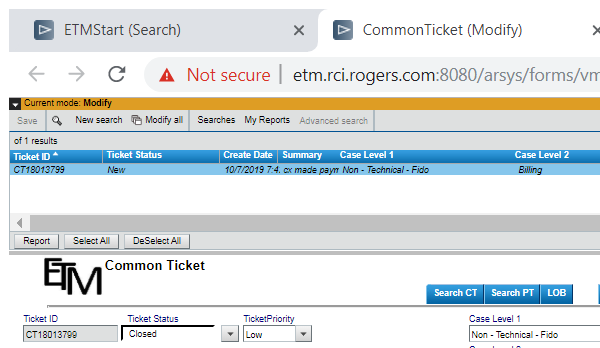 ETMStart (Search)
CommonTicket (Modify)
Not secure | etm.rci.rogers.com:8080/arsys/forms/vm
Current mode: Modify
Save New search Modify all Searches My Reports Advanced search
of 1 results
Ticket ID Ticket Status Create Date Summary Case Level 1 Case Level 2
CT18013799 New 10/7/2019 7:4. cx made paym Non - Technical - Fido Billing
Report Select All DeSelect All
ETM Common Ticket
Search CT Search PT LOB
Ticket ID Ticket Status TicketPriority Case Level 1
CT18013799 Closed Low Non - Technical - Fido